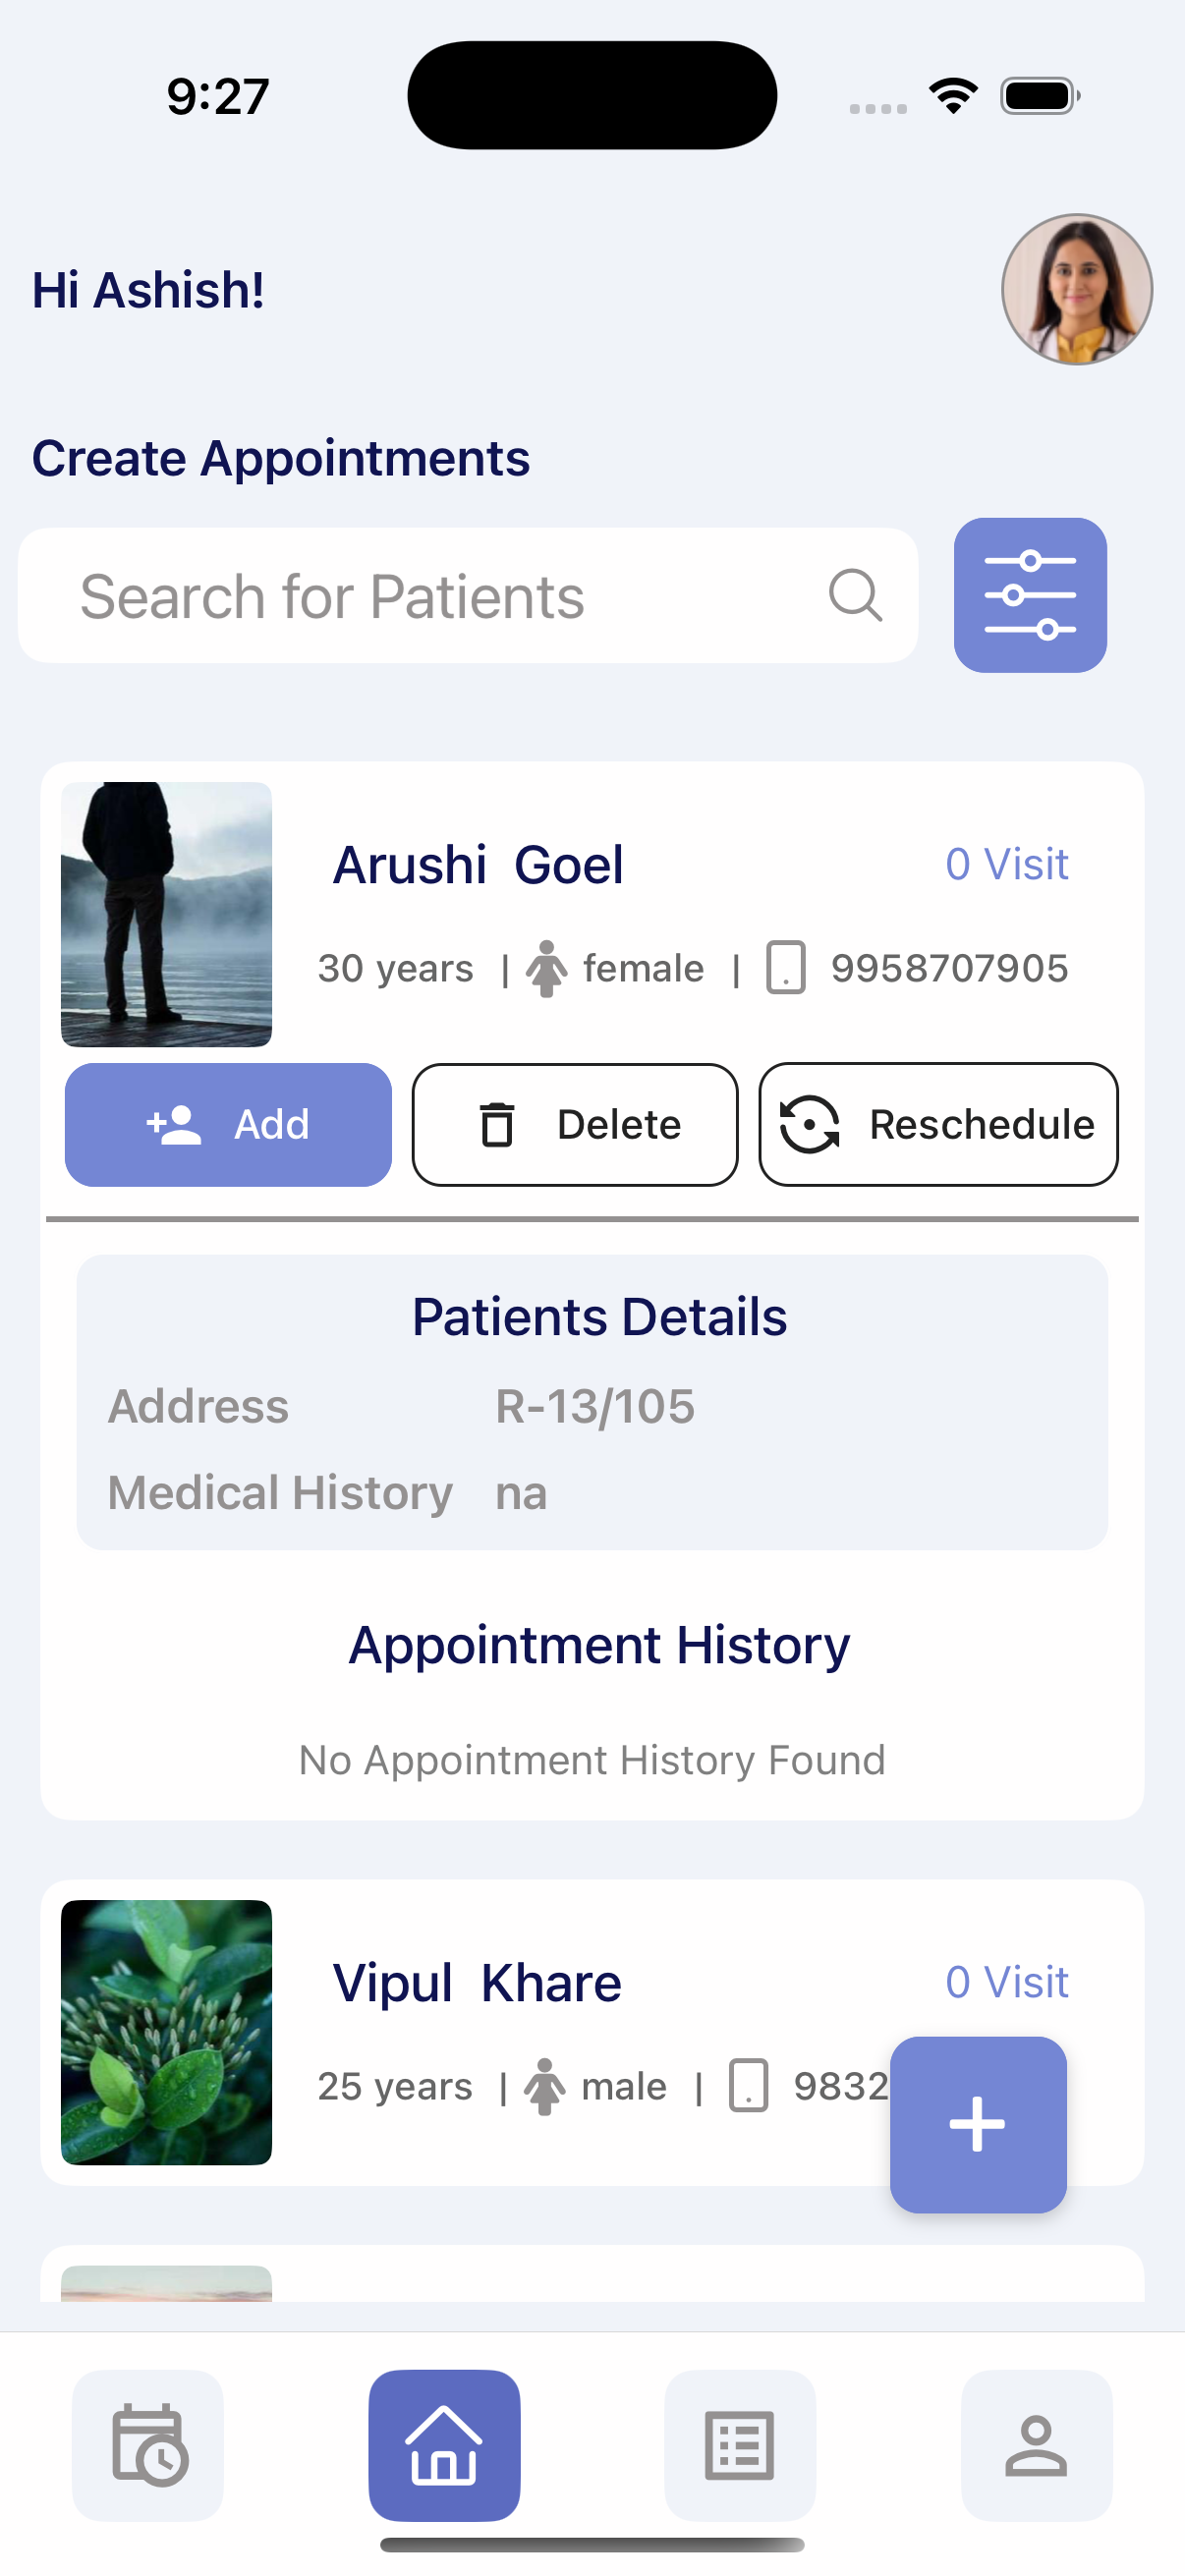 9:27
Hi Ashish!
Create Appointments
Search for Patients
Arushi Goel 0 Visit
30 years | female | 9958707905
Add Delete Reschedule
Patients Details
Address R-13/105
Medical History na
Appointment History
No Appointment History Found
Vipul Khare 0 Visit
25 years | male | 9832